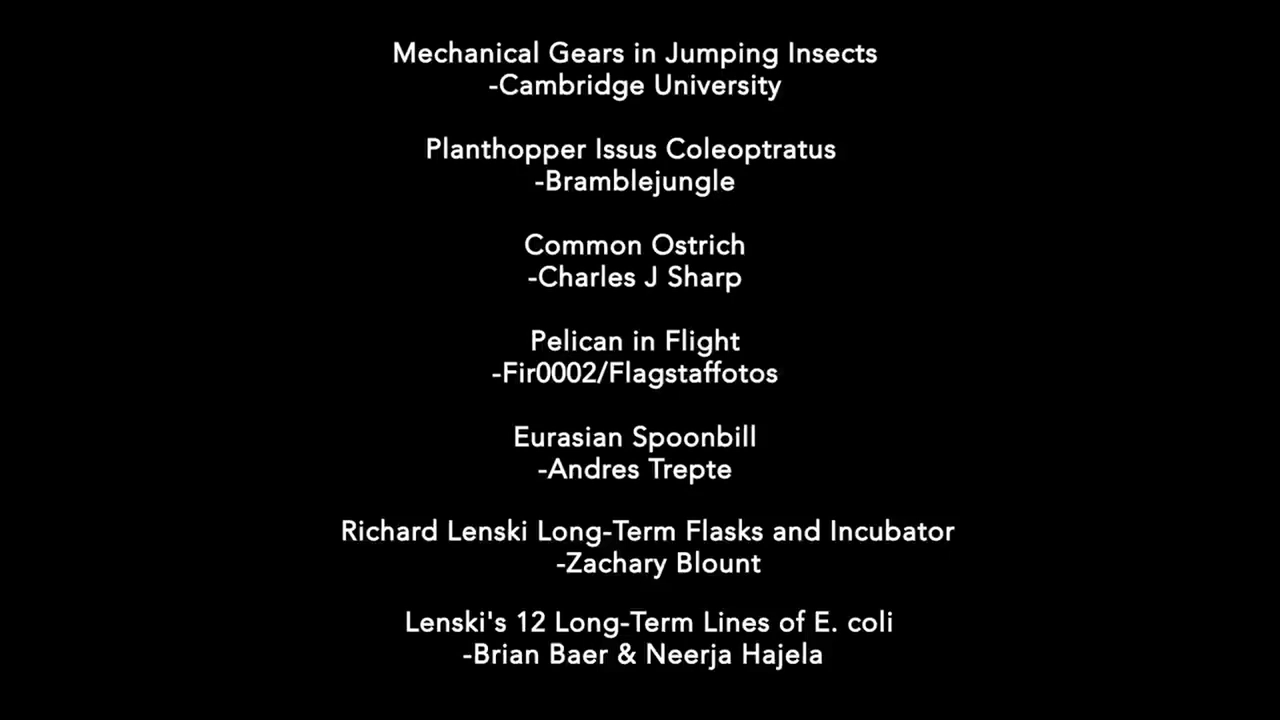 Mechanical Gears in Jumping Insects
-Cambridge University
Planthopper Issus Coleoptratus
-Bramblejungle
Common Ostrich
-Charles J Sharp
Pelican in Flight
-Fir0002/Flagstaffotos
Eurasian Spoonbill
-Andres Trepte
Richard Lenski Long-Term Flasks and Incubator
-Zachary Blount
Lenski's 12 Long-Term Lines of E. coli
-Brian Baer & Neerja Hajela